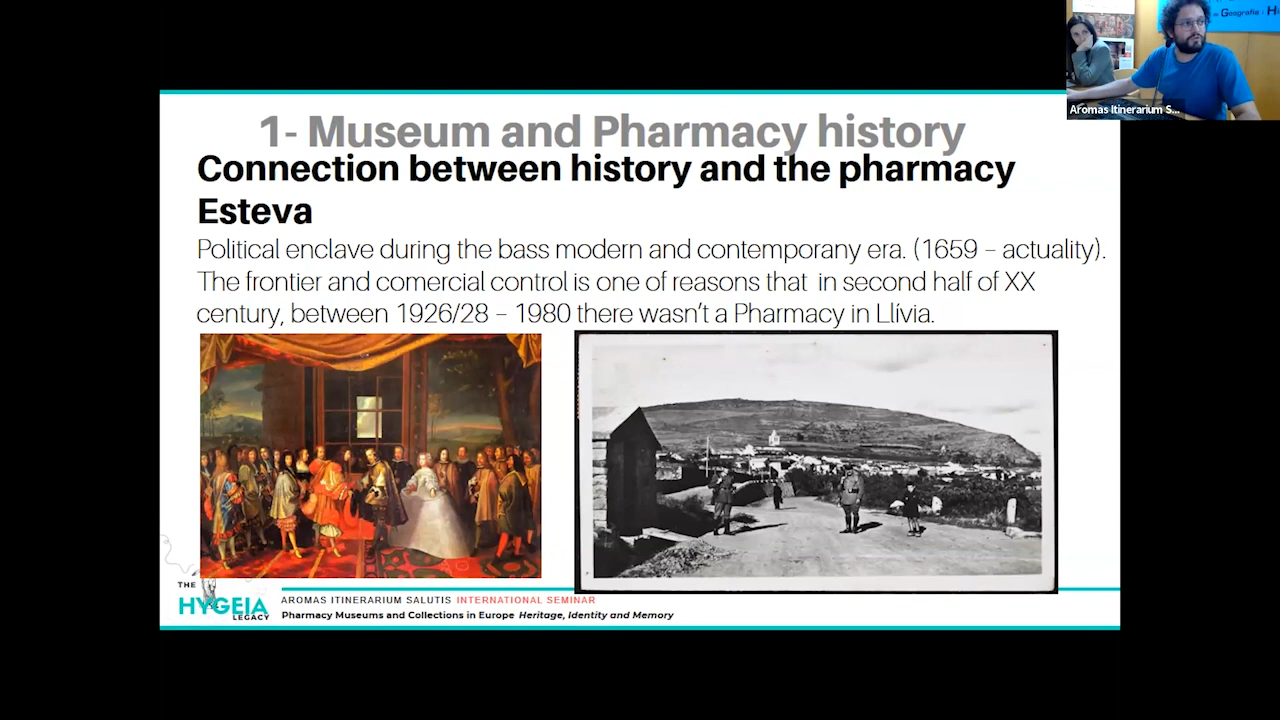 Geografia i H
Aromas Itinerarium S...
1- Museum and Pharmacy history
Connection between history and the pharmacy
Esteva
Political enclave during the bass modern and contemporany era. (1659 – actuality).
The frontier and comercial control is one of reasons that in second half of XX
century, between 1926/28 – 1980 there wasn't a Pharmacy in Llívia.
THE
HYGEIA
LEGACY
AROMAS ITINERARIUM SALUTIS INTERNATIONAL SEMINAR
Pharmacy Museums and Collections in Europe Heritage, Identity and Memory